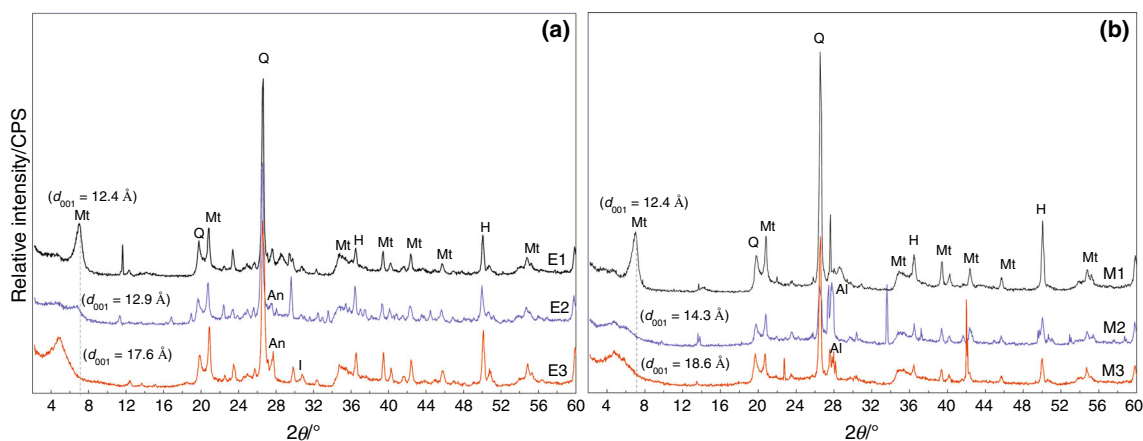 (a)
Q
(d001 = 12.4 Å)
Mt
Q
Mt
Mt
H
Mt
Mt
Mt
H
Mt
E1
(d001 = 12.9 Å)
An
E2
(d001 = 17.6 Å)
An
I
E3
Relative intensity/CPS
4 8 12 16 20 24 28 32 36 40 44 48 52 56 60
2θ/°
(b)
Q
(d001 = 12.4 Å)
Mt
Q
Mt
Mt
H
Mt
Mt
Mt
H
Mt
M1
(d001 = 14.3 Å)
Al
M2
(d001 = 18.6 Å)
Al
M3
4 8 12 16 20 24 28 32 36 40 44 48 52 56 60
2θ/°